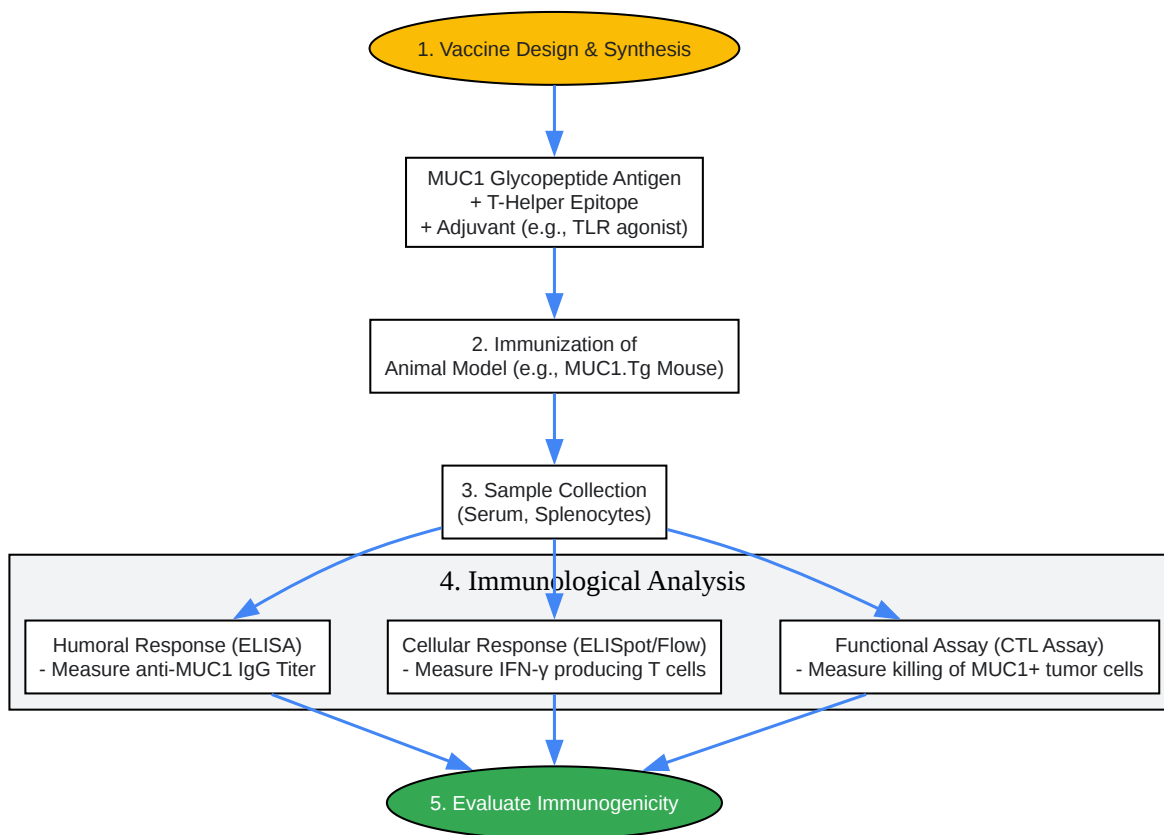 1. Vaccine Design & Synthesis
MUC1 Glycopeptide Antigen
+ T-Helper Epitope
+ Adjuvant (e.g., TLR agonist)
2. Immunization of
Animal Model (e.g., MUC1.Tg Mouse)
3. Sample Collection
(Serum, Splenocytes)
4. Immunological Analysis
Humoral Response (ELISA)
- Measure anti-MUC1 IgG Titer
Cellular Response (ELISpot/Flow)
- Measure IFN-γ producing T cells
Functional Assay (CTL Assay)
- Measure killing of MUC1+ tumor cells
5. Evaluate Immunogenicity